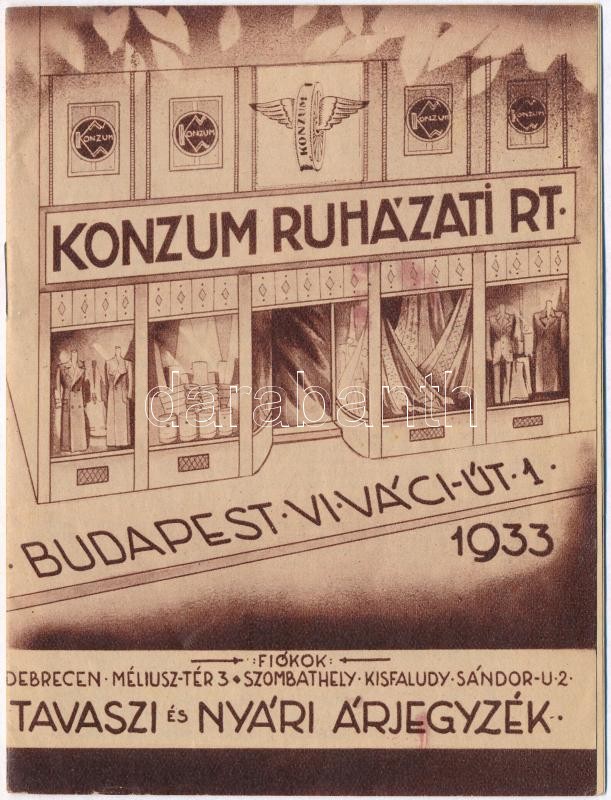 KONZUM
KONZUM
KONZUM
KONZUM
KONZUM
KONZUM RUHÁZATI RT.
darabanth
BUDAPEST·VI·VÁCI-ÚT·1·
1933
:FIÓKOK:
DEBRECEN·MÉLIUSZ-TÉR 3 ◆ SZOMBATHELY·KISFALUDY·SÁNDOR-U·2·
TAVASZI és NYÁRI ÁRJEGYZÉK·